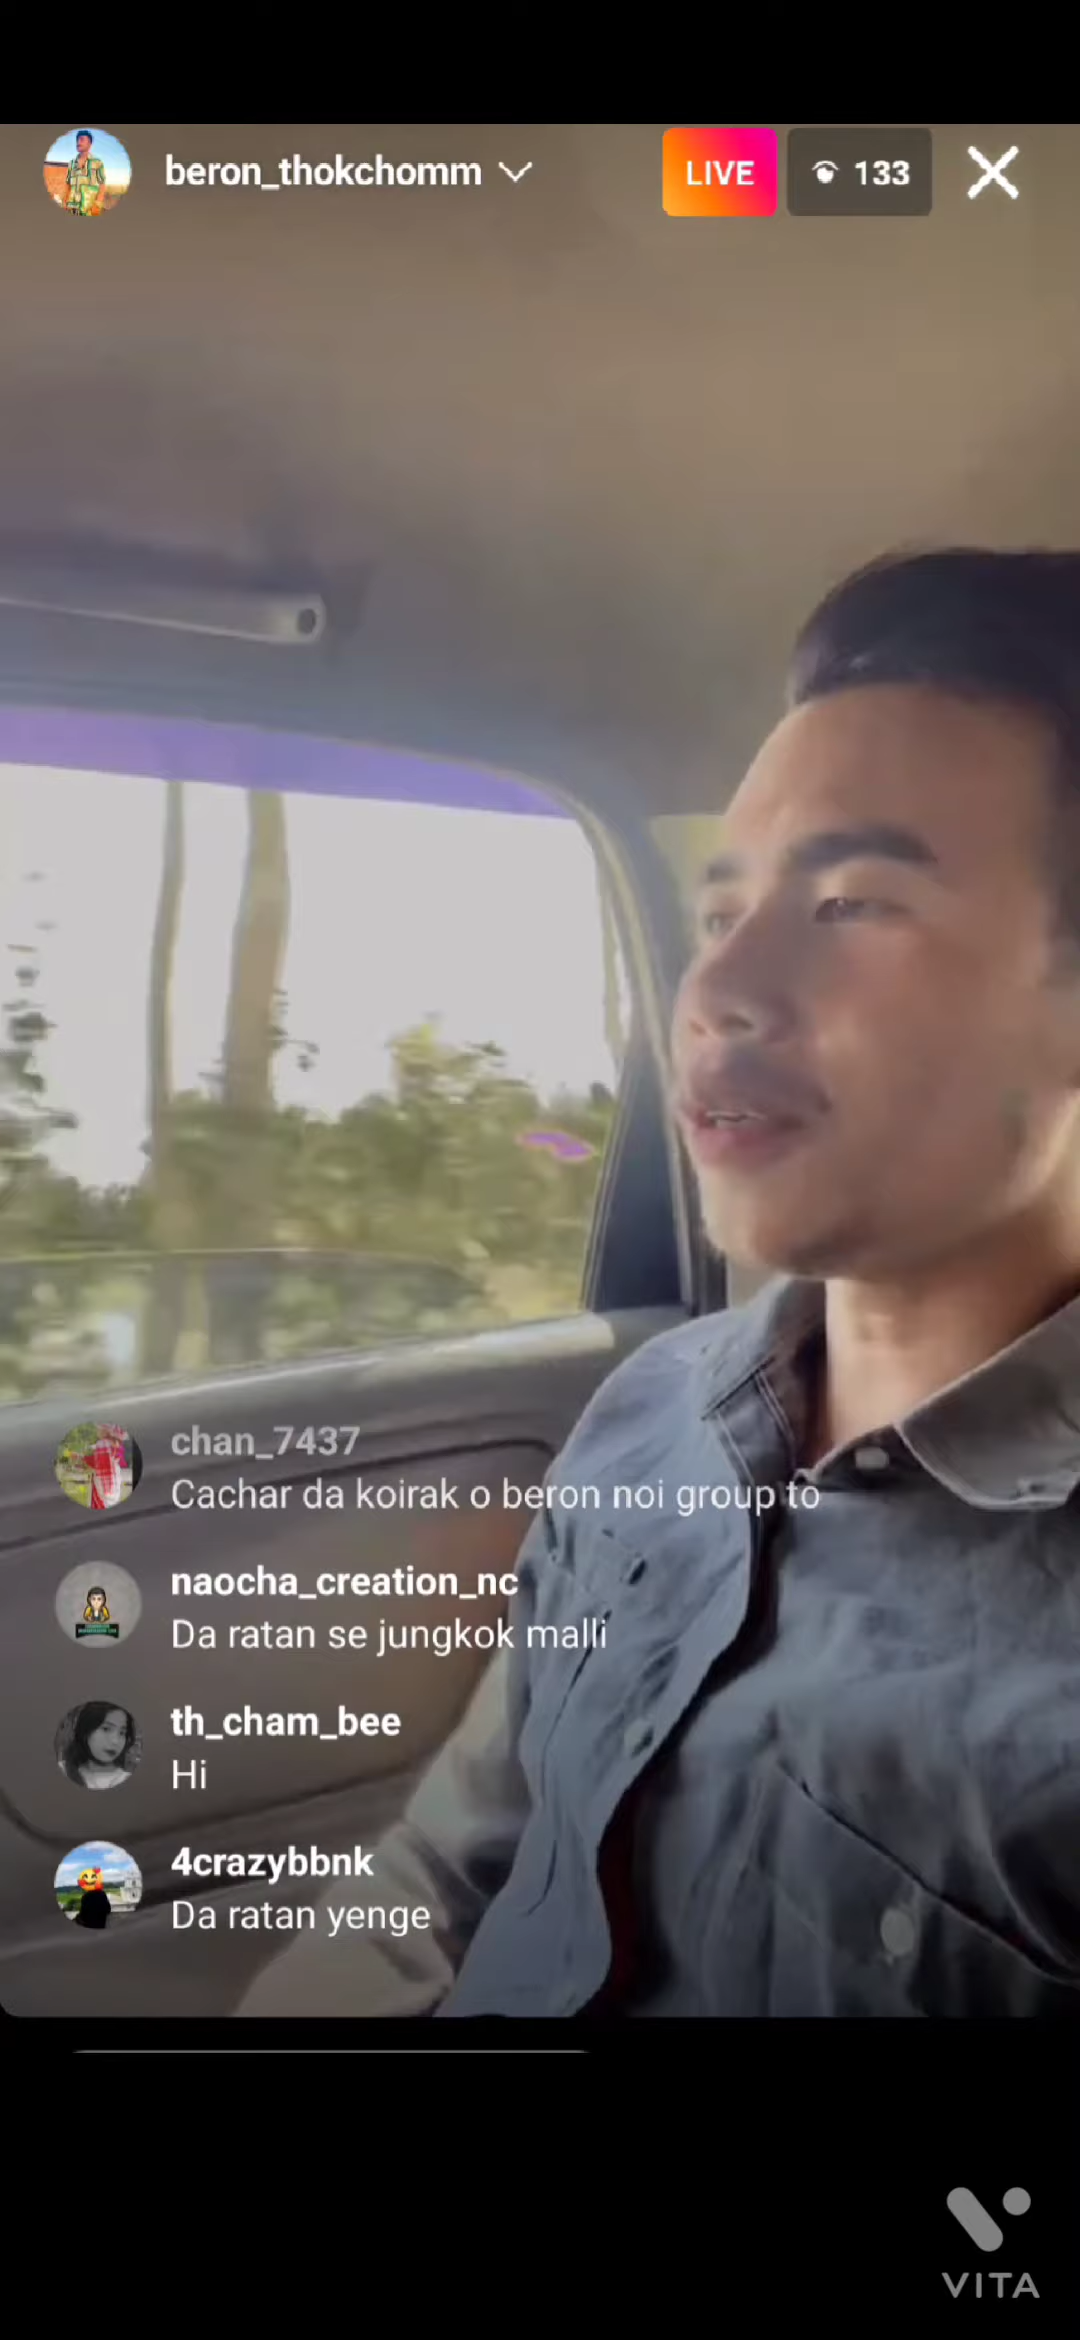 beron_thokchomm
LIVE
133
chan_7437
Cachar da koirak o beron noi group to
naocha_creation_nc
Da ratan se jungkok malli
th_cham_bee
Hi
4crazybbnk
Da ratan yenge
VITA